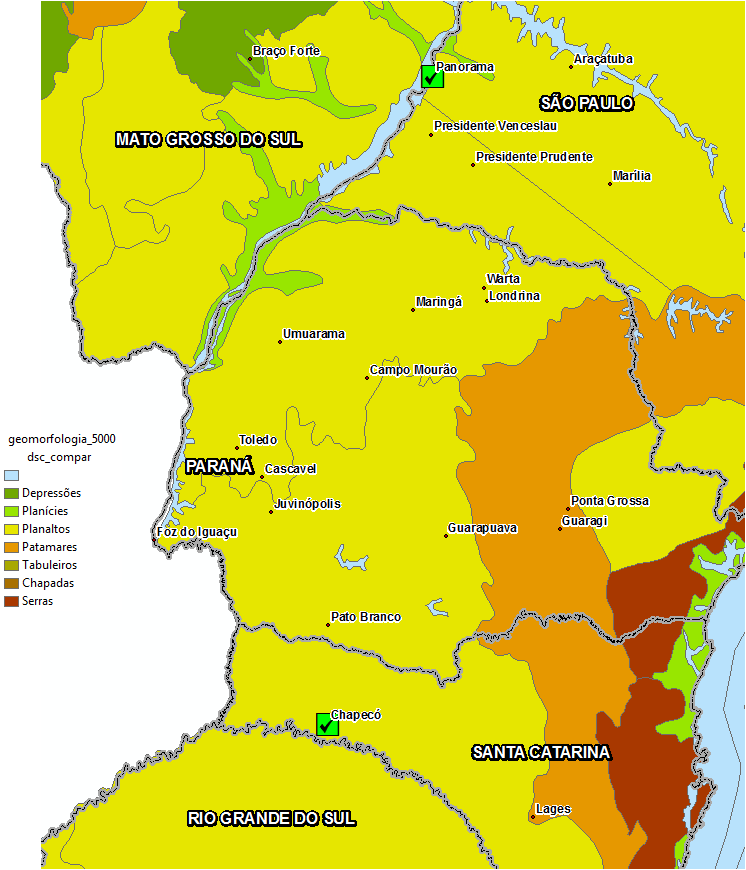 Braço Forte
Panorama
Araçatuba
SÃO PAULO
MATO GROSSO DO SUL
Presidente Venceslau
Presidente Prudente
Marília
Warta
Londrina
Maringá
Umuarama
Campo Mourão
geomorfologia_5000
dsc_compar
Depressões
Planícies
Planaltos
Patamares
Tabuleiros
Chapadas
Serras
Toledo
PARANÁ
Cascavel
Juvinópolis
Ponta Grossa
Guaragi
Guarapuava
Foz do Iguaçu
Pato Branco
Chapecó
SANTA CATARINA
Lages
RIO GRANDE DO SUL